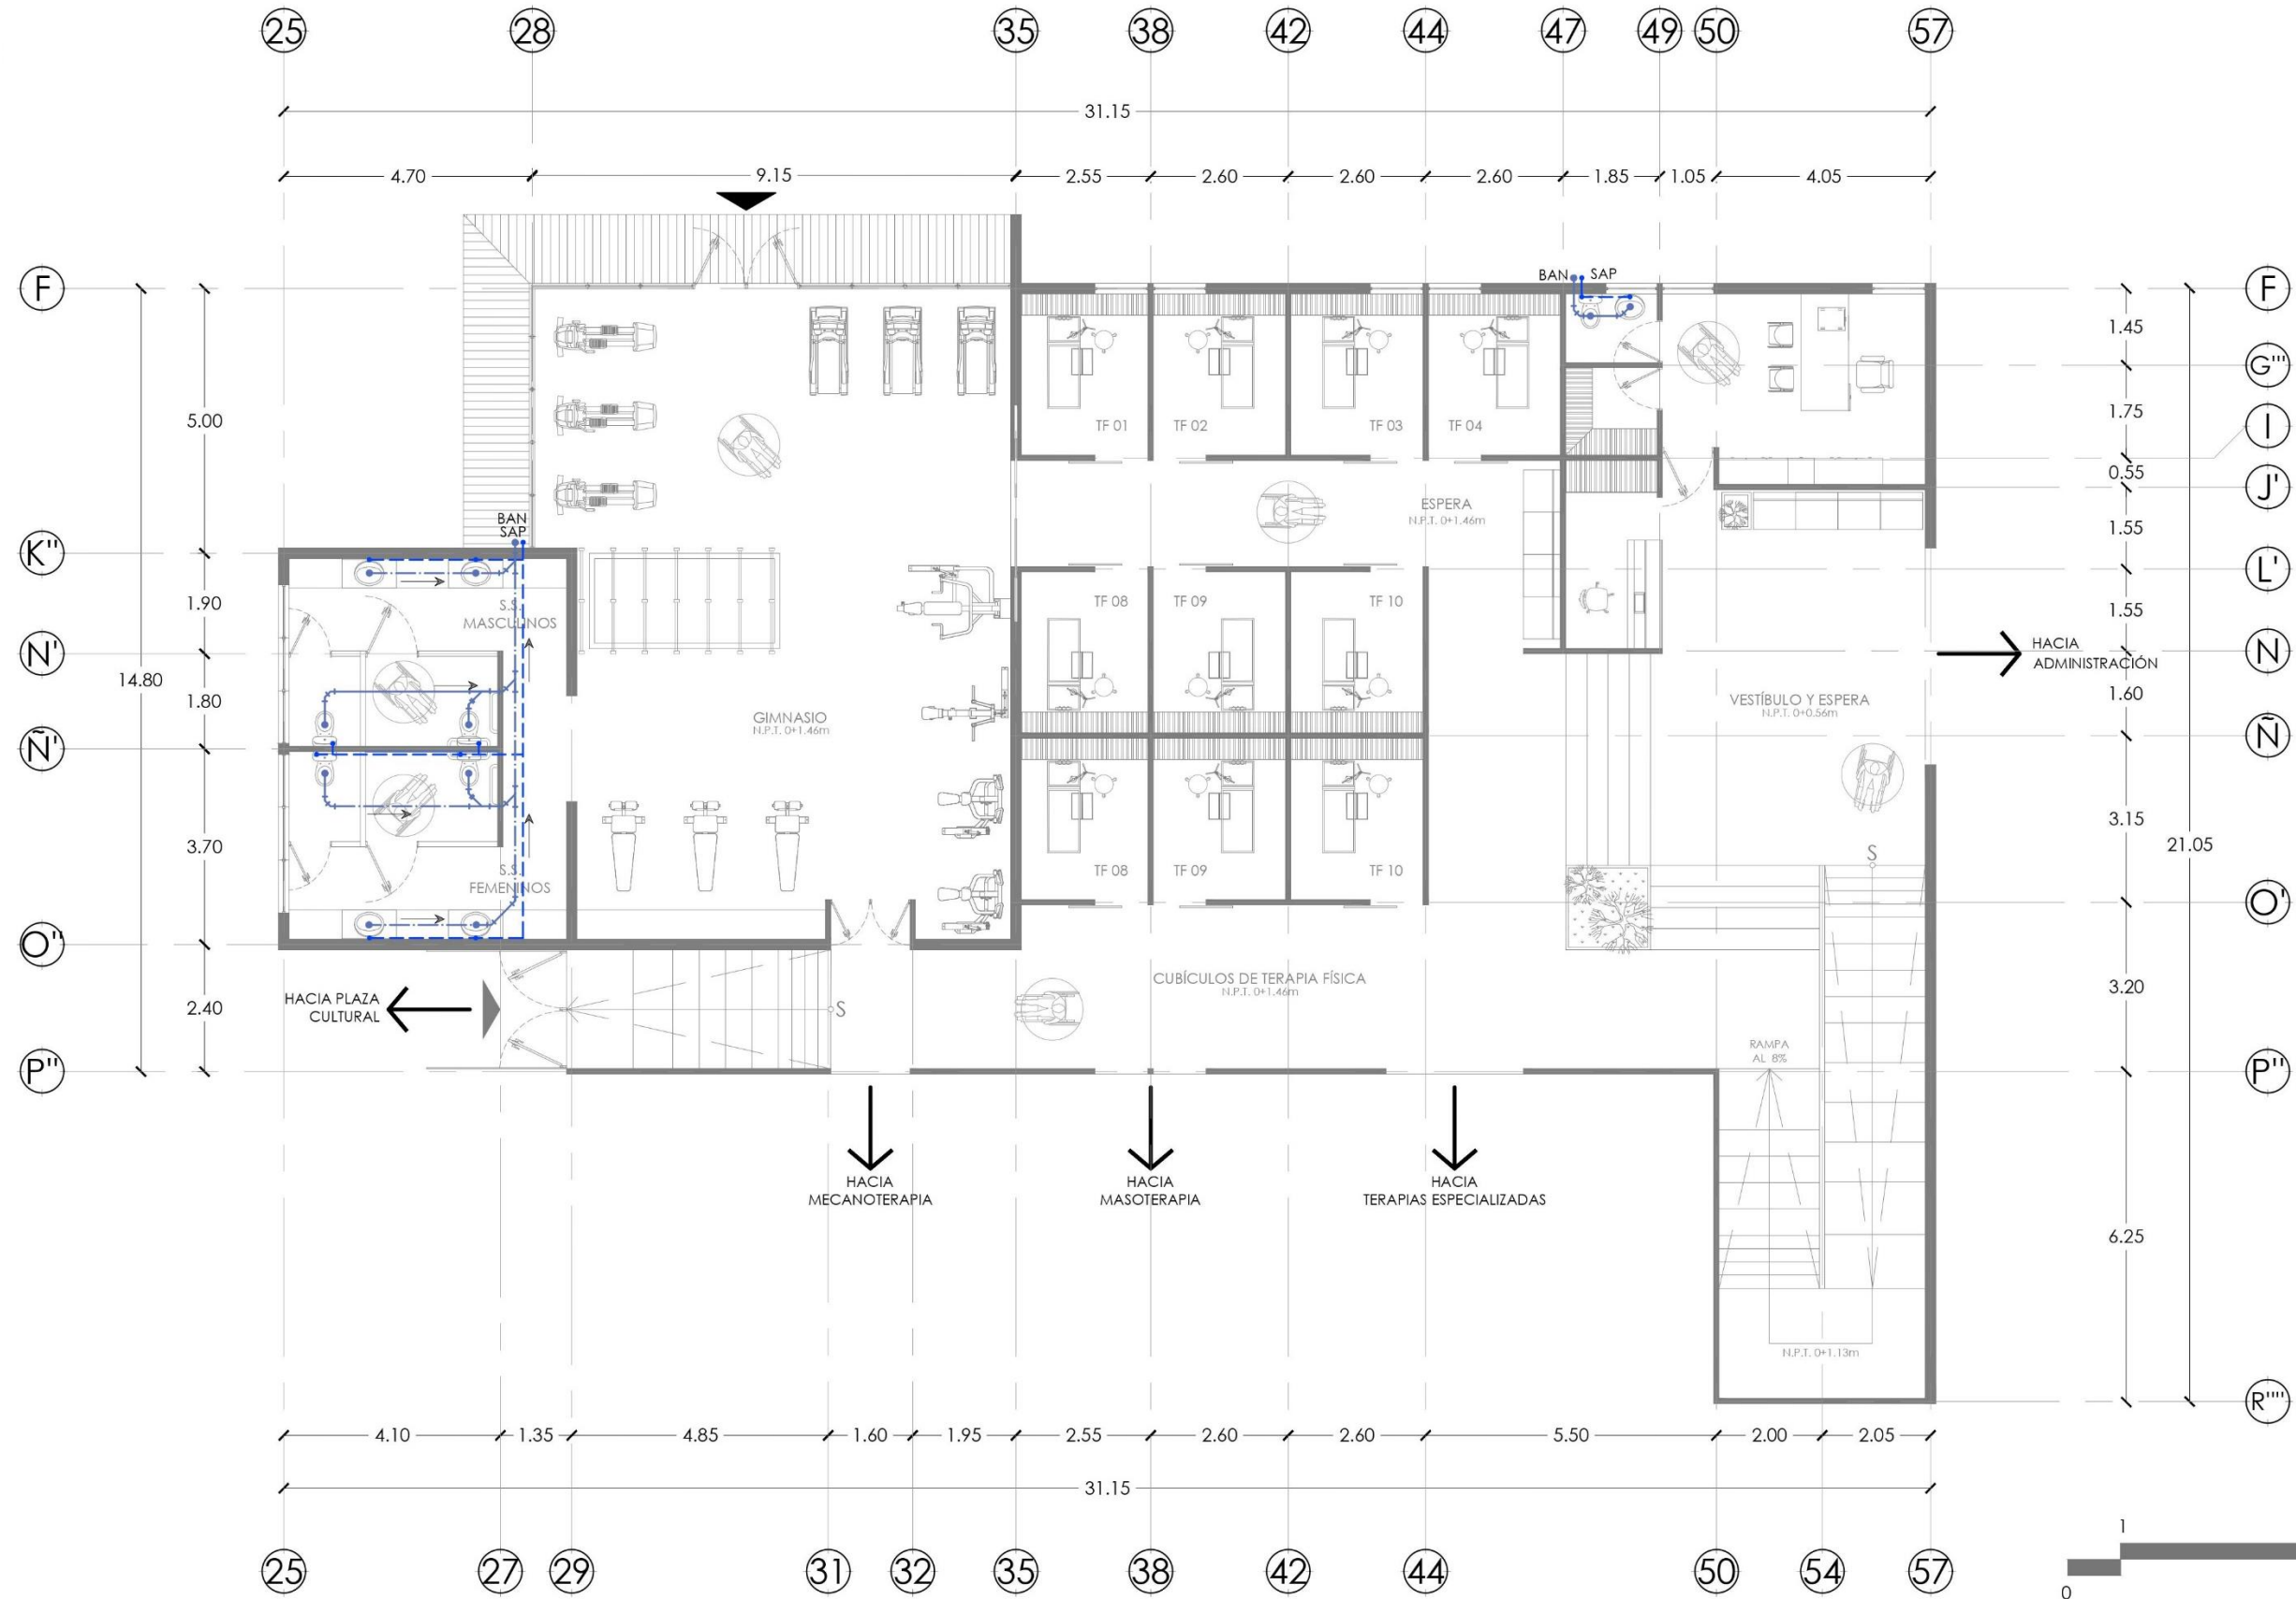 25 28 35 38 42 44 47 49 50 57
31.15
4.70 9.15 2.55 2.60 2.60 2.60 1.85 1.05 4.05
BAN SAP
F F
1.45
G'''
TF 01 TF 02 TF 03 TF 04
5.00 1.75
I
0.55
J'
ESPERA
N.P.T. 0+1.46m
BAN
SAP
1.55
K'' L'
1.90 1.55
S.S.
MASCULINOS
TF 08 TF 09 TF 10
N' N
HACIA
ADMINISTRACIÓN
14.80
1.80 1.60
VESTÍBULO Y ESPERA
N.P.T. 0+0.56m
GIMNASIO
N.P.T. 0+1.46m
Ñ' Ñ
3.70 3.15
21.05
S
S.S.
FEMENINOS
TF 08 TF 09 TF 10
O'' O'
CUBÍCULOS DE TERAPIA FÍSICA
N.P.T. 0+1.46m
HACIA PLAZA
CULTURAL
2.40 3.20
S
RAMPA
AL 8%
P'' P''
HACIA
MECANOTERAPIA
HACIA
MASOTERAPIA
HACIA
TERAPIAS ESPECIALIZADAS
6.25
N.P.T. 0+1.13m
R''''
4.10 1.35 4.85 1.60 1.95 2.55 2.60 2.60 5.50 2.00 2.05
31.15
1
0
25 27 29 31 32 35 38 42 44 50 54 57